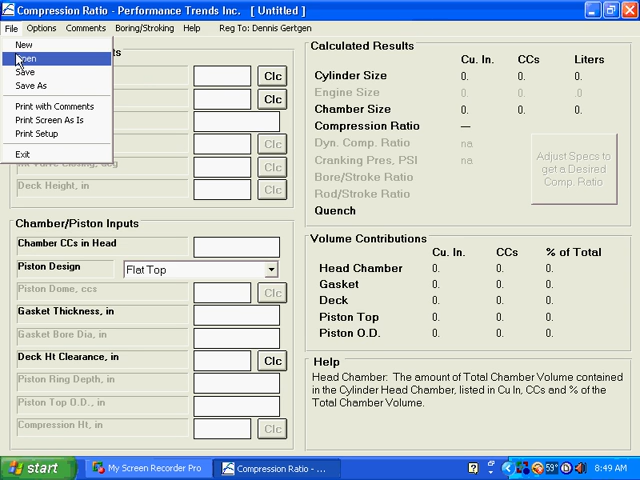 Compression Ratio - Performance Trends Inc. [ Untitled ]
File Options Comments Boring/Stroking Help Reg To: Dennis Gertgen
New
Open
Save
Save As
Print with Comments
Print Screen As Is
Print Setup
Exit
Clc
Clc
Clc
Clc
Deck Height, in
Clc
Chamber/Piston Inputs
Chamber CCs in Head
Piston Design Flat Top
Piston Dome, ccs Clc
Gasket Thickness, in
Gasket Bore Dia, in
Deck Ht Clearance, in Clc
Piston Ring Depth, in
Piston Top O.D., in
Compression Ht, in Clc
Calculated Results
Cu. In. CCs Liters
Cylinder Size 0. 0. 0.
Engine Size .0 .0
Chamber Size 0. 0. 0.
Compression Ratio —
Dyn. Comp. Ratio na
Cranking Pres, PSI na
Bore/Stroke Ratio
Rod/Stroke Ratio
Quench
Adjust Specs to
get a Desired
Comp. Ratio
Volume Contributions
Cu. In. CCs % of Total
Head Chamber 0. 0. 0.
Gasket 0. 0. 0.
Deck 0. 0. 0.
Piston Top 0. 0. 0.
Piston O.D. 0. 0. 0.
Help
Head Chamber: The amount of Total Chamber Volume contained
in the Cylinder Head Chamber, listed in Cu In, CCs and % of the
Total Chamber Volume.
start My Screen Recorder Pro Compression Ratio - ... 59° 8:49 AM